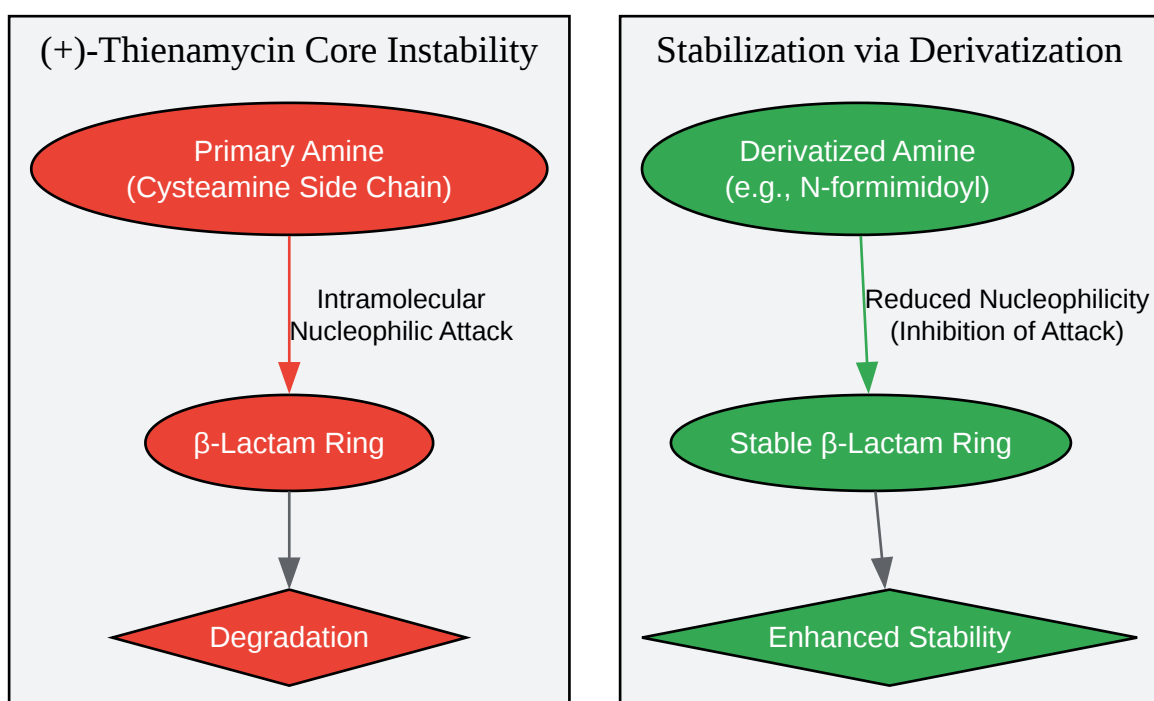 (+)-Thienamycin Core Instability
Primary Amine
(Cysteamine Side Chain)
Intramolecular
Nucleophilic Attack
β-Lactam Ring
Degradation
Stabilization via Derivatization
Derivatized Amine
(e.g., N-formimidoyl)
Reduced Nucleophilicity
(Inhibition of Attack)
Stable β-Lactam Ring
Enhanced Stability